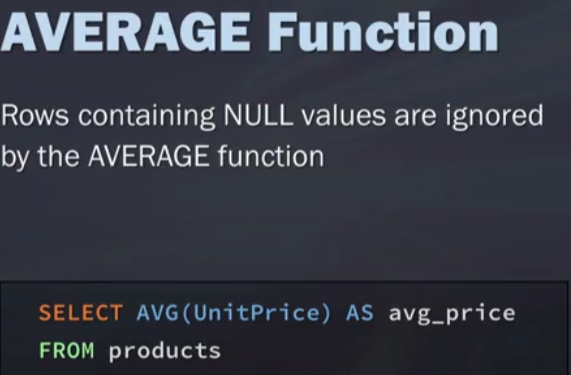 AVERAGE Function
Rows containing NULL values are ignored
by the AVERAGE function
SELECT AVG(UnitPrice) AS avg_price
FROM products